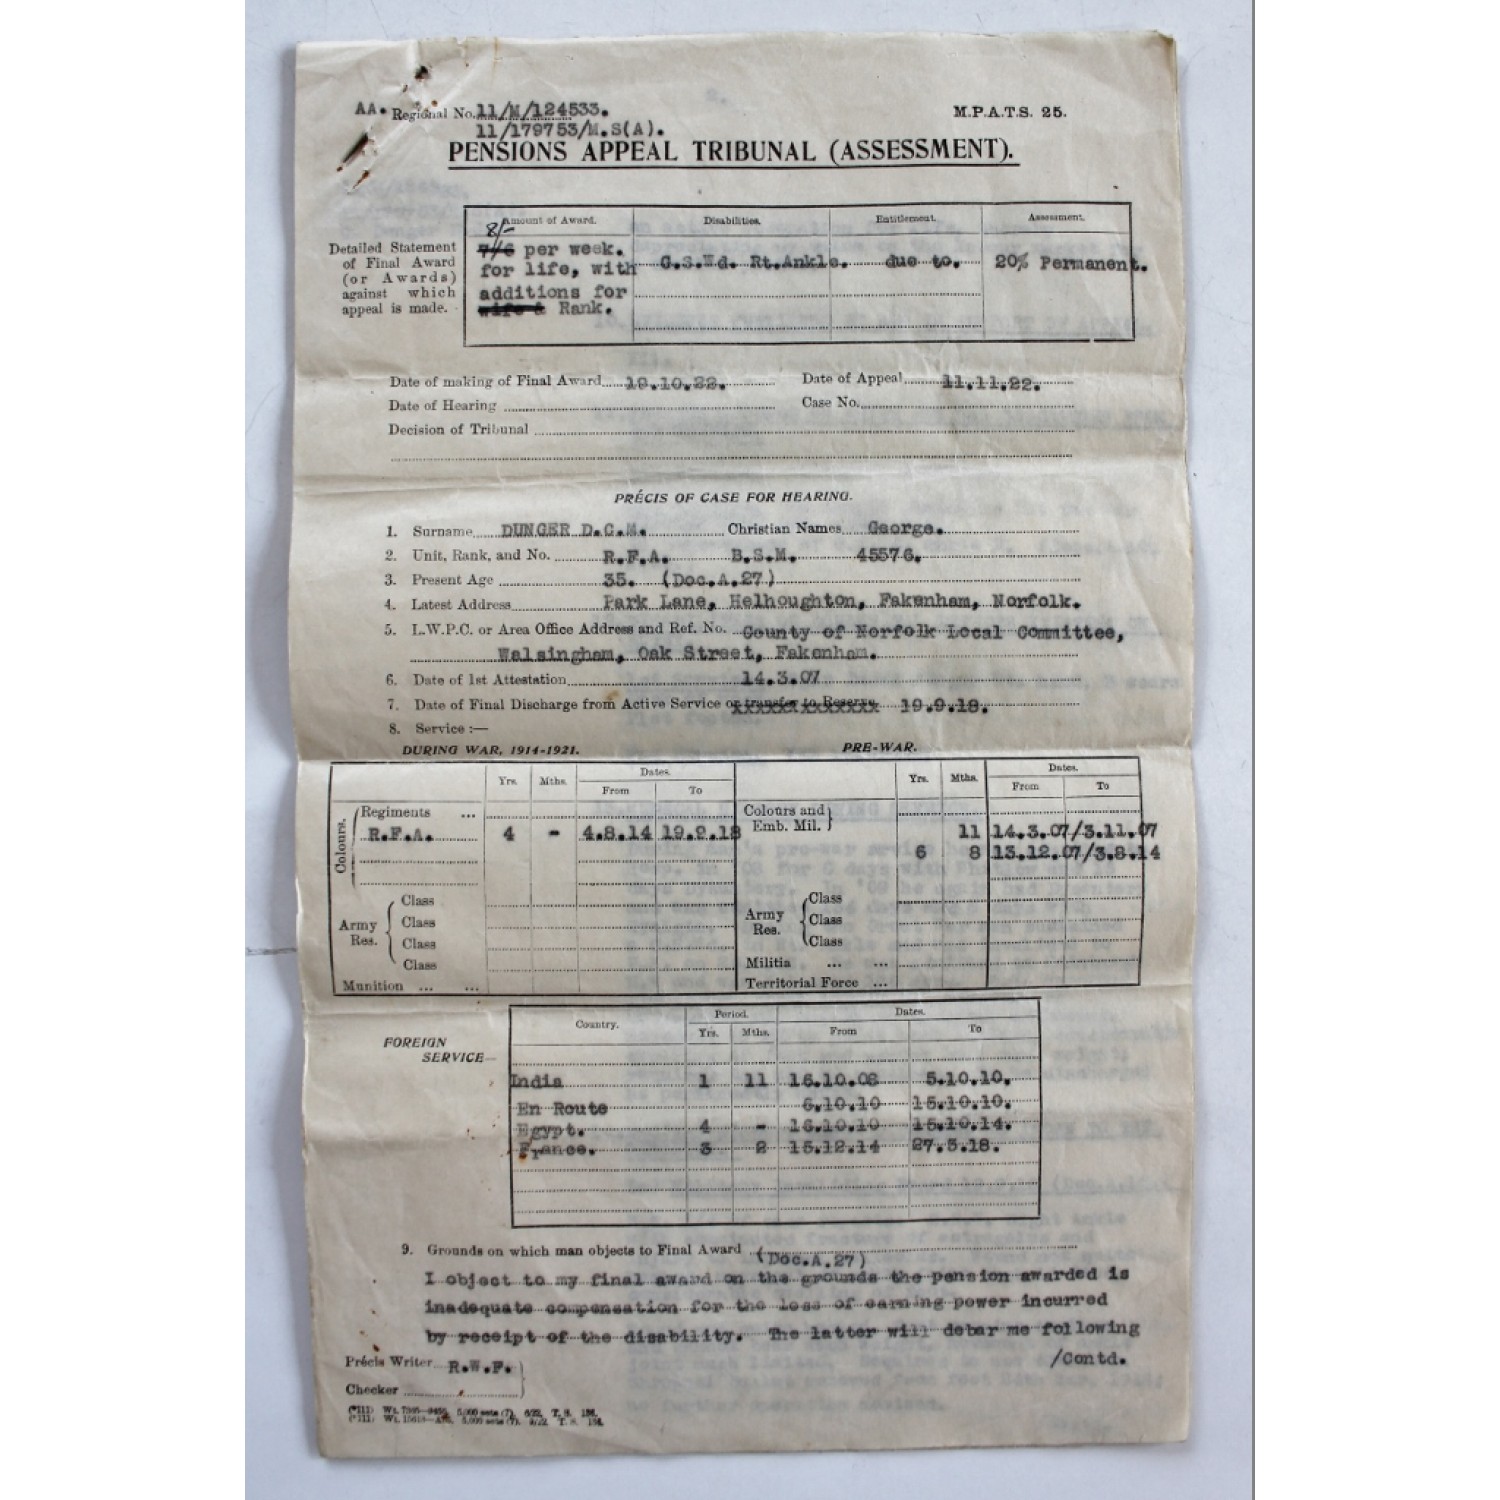 AA. Regional No. 11/M/124533.
M.P.A.T.S. 25.
11/179753/M.S(A).
PENSIONS APPEAL TRIBUNAL (ASSESSMENT).
Amount of Award. Disabilities. Entitlement. Assessment.
8/-
Detailed Statement of Final Award (or Awards) against which appeal is made.
7/6 per week. for life, with additions for wife & Rank.
G.S.Wd. Rt.Ankle. due to. 20% Permanent.
Date of making of Final Award 18.10.22. Date of Appeal 11.11.22.
Date of Hearing Case No.
Decision of Tribunal
PRÉCIS OF CASE FOR HEARING.
1. Surname DUNGER D.C.M. Christian Names George.
2. Unit, Rank, and No. R.F.A. B.S.M. 45576.
3. Present Age 35. (Doc.A.27)
4. Latest Address Park Lane, Helhoughton, Fakenham, Norfolk.
5. L.W.P.C. or Area Office Address and Ref. No. County of Norfolk Local Committee,
Walsingham, Oak Street, Fakenham.
6. Date of 1st Attestation 14.3.07
7. Date of Final Discharge from Active Service or transfer to Reserve 19.9.18.
8. Service :—
DURING WAR, 1914-1921. PRE-WAR.
Yrs. Mths. Dates. Yrs. Mths. Dates.
From To From To
Colours. Regiments ... Colours and Emb. Mil.
R.F.A. 4 - 4.8.14 19.9.18 11 14.3.07/3.11.07
6 8 13.12.07/3.8.14
Army Res. Class Army Res. Class
Class Class
Class Class
Class Militia ... ...
Munition ... ... Territorial Force ...
FOREIGN SERVICE—
Country. Period. Dates.
Yrs. Mths. From To
India 1 11 16.10.08 5.10.10.
En Route 6.10.10 15.10.10.
Egypt. 4 - 16.10.10 15.10.14.
France. 3 2 15.12.14 27.3.18.
9. Grounds on which man objects to Final Award (Doc.A.27)
I object to my final award on the grounds the pension awarded is
inadequate compensation for the loss of earning power incurred
by receipt of the disability. The latter will debar me following
/Contd.
Précis Writer R.W.F.
Checker